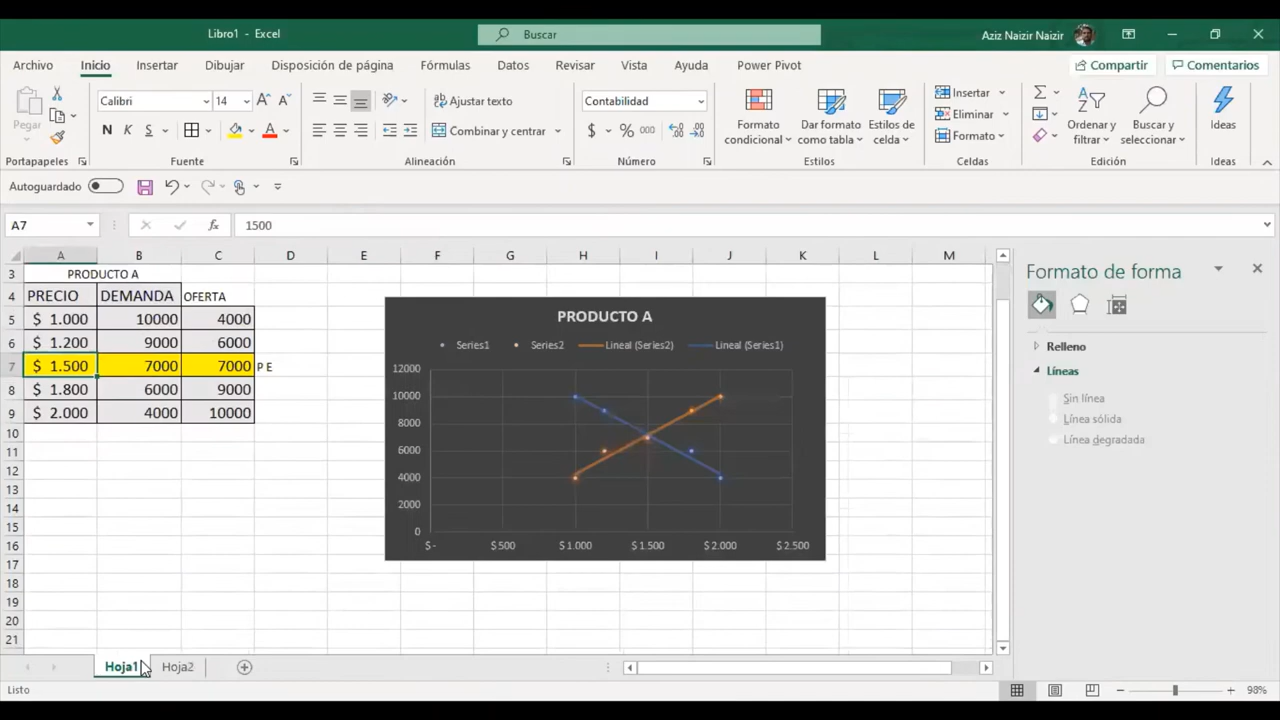 Libro1 - Excel
Buscar
Aziz Naizir Naizir
Archivo Inicio Insertar Dibujar Disposición de página Fórmulas Datos Revisar Vista Ayuda Power Pivot Compartir Comentarios
Pegar
Calibri 14
N K S
Ajustar texto
Combinar y centrar
Contabilidad
$ % 000
Formato condicional
Dar formato como tabla
Estilos de celda
Insertar
Eliminar
Formato
Ordenar y filtrar
Buscar y seleccionar
Ideas
Portapapeles Fuente Alineación Número Estilos Celdas Edición Ideas
Autoguardado
A7 fx 1500
A B C D E F G H I J K L M
3 PRODUCTO A
4 PRECIO DEMANDA OFERTA
5 $ 1.000 10000 4000
6 $ 1.200 9000 6000
7 $ 1.500 7000 7000 P E
8 $ 1.800 6000 9000
9 $ 2.000 4000 10000
10
11
12
13
14
15
16
17
18
19
20
21
PRODUCTO A
Series1 Series2 Lineal (Series2) Lineal (Series1)
12000
10000
8000
6000
4000
2000
0
$ - $ 500 $ 1.000 $ 1.500 $ 2.000 $ 2.500
Formato de forma
Relleno
Líneas
Sin línea
Línea sólida
Línea degradada
Hoja1 Hoja2
Listo
98%